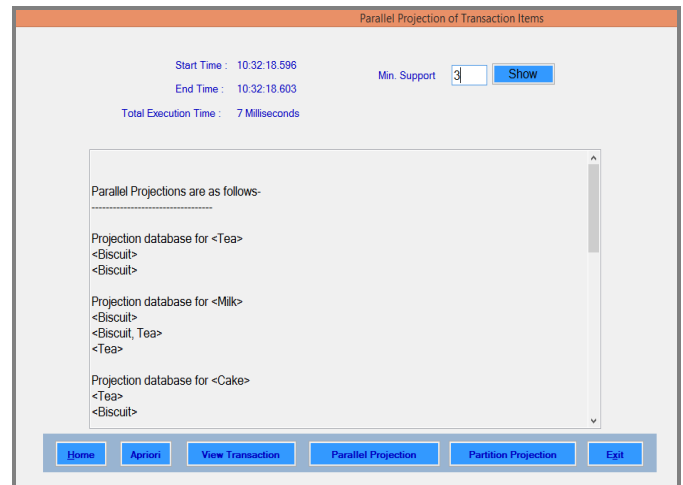 Parallel Projection of Transaction Items
Start Time : 10:32:18.596
Min. Support 3 Show
End Time : 10:32:18.603
Total Execution Time : 7 Milliseconds
Parallel Projections are as follows-
----------------------------------
Projection database for <Tea>
<Biscuit>
<Biscuit>
Projection database for <Milk>
<Biscuit>
<Biscuit, Tea>
<Tea>
Projection database for <Cake>
<Tea>
<Biscuit>
Home Apriori View Transaction Parallel Projection Partition Projection Exit